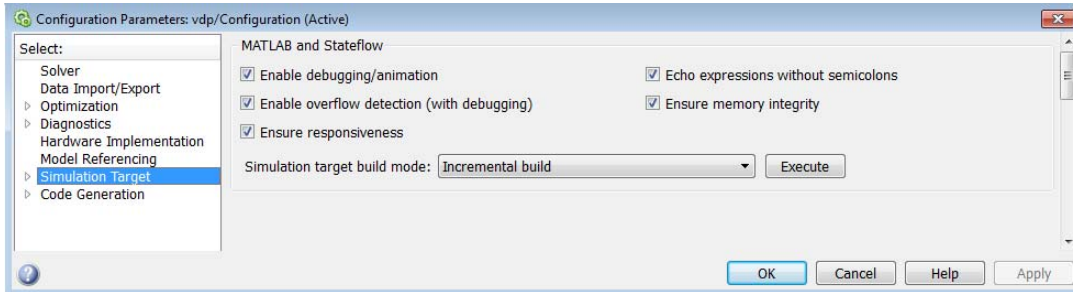 Configuration Parameters: vdp/Configuration (Active)
Select:
Solver
Data Import/Export
Optimization
Diagnostics
Hardware Implementation
Model Referencing
Simulation Target
Code Generation
MATLAB and Stateflow
Enable debugging/animation
Echo expressions without semicolons
Enable overflow detection (with debugging)
Ensure memory integrity
Ensure responsiveness
Simulation target build mode: Incremental build Execute
OK Cancel Help Apply